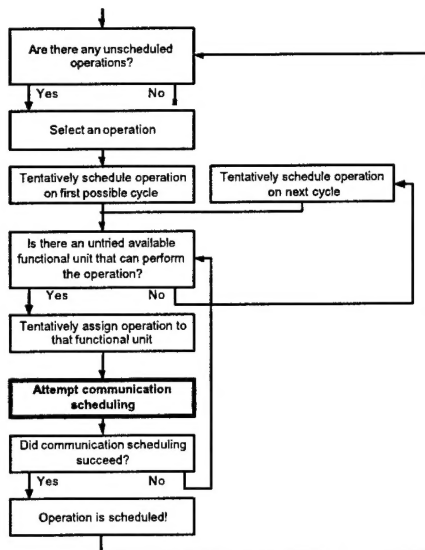 Are there any unscheduled
operations?
Yes No
Select an operation
Tentatively schedule operation
on first possible cycle
Tentatively schedule operation
on next cycle
Is there an untried available
functional unit that can perform
the operation?
Yes No
Tentatively assign operation to
that functional unit
Attempt communication
scheduling
Did communication scheduling
succeed?
Yes No
Operation is scheduled!